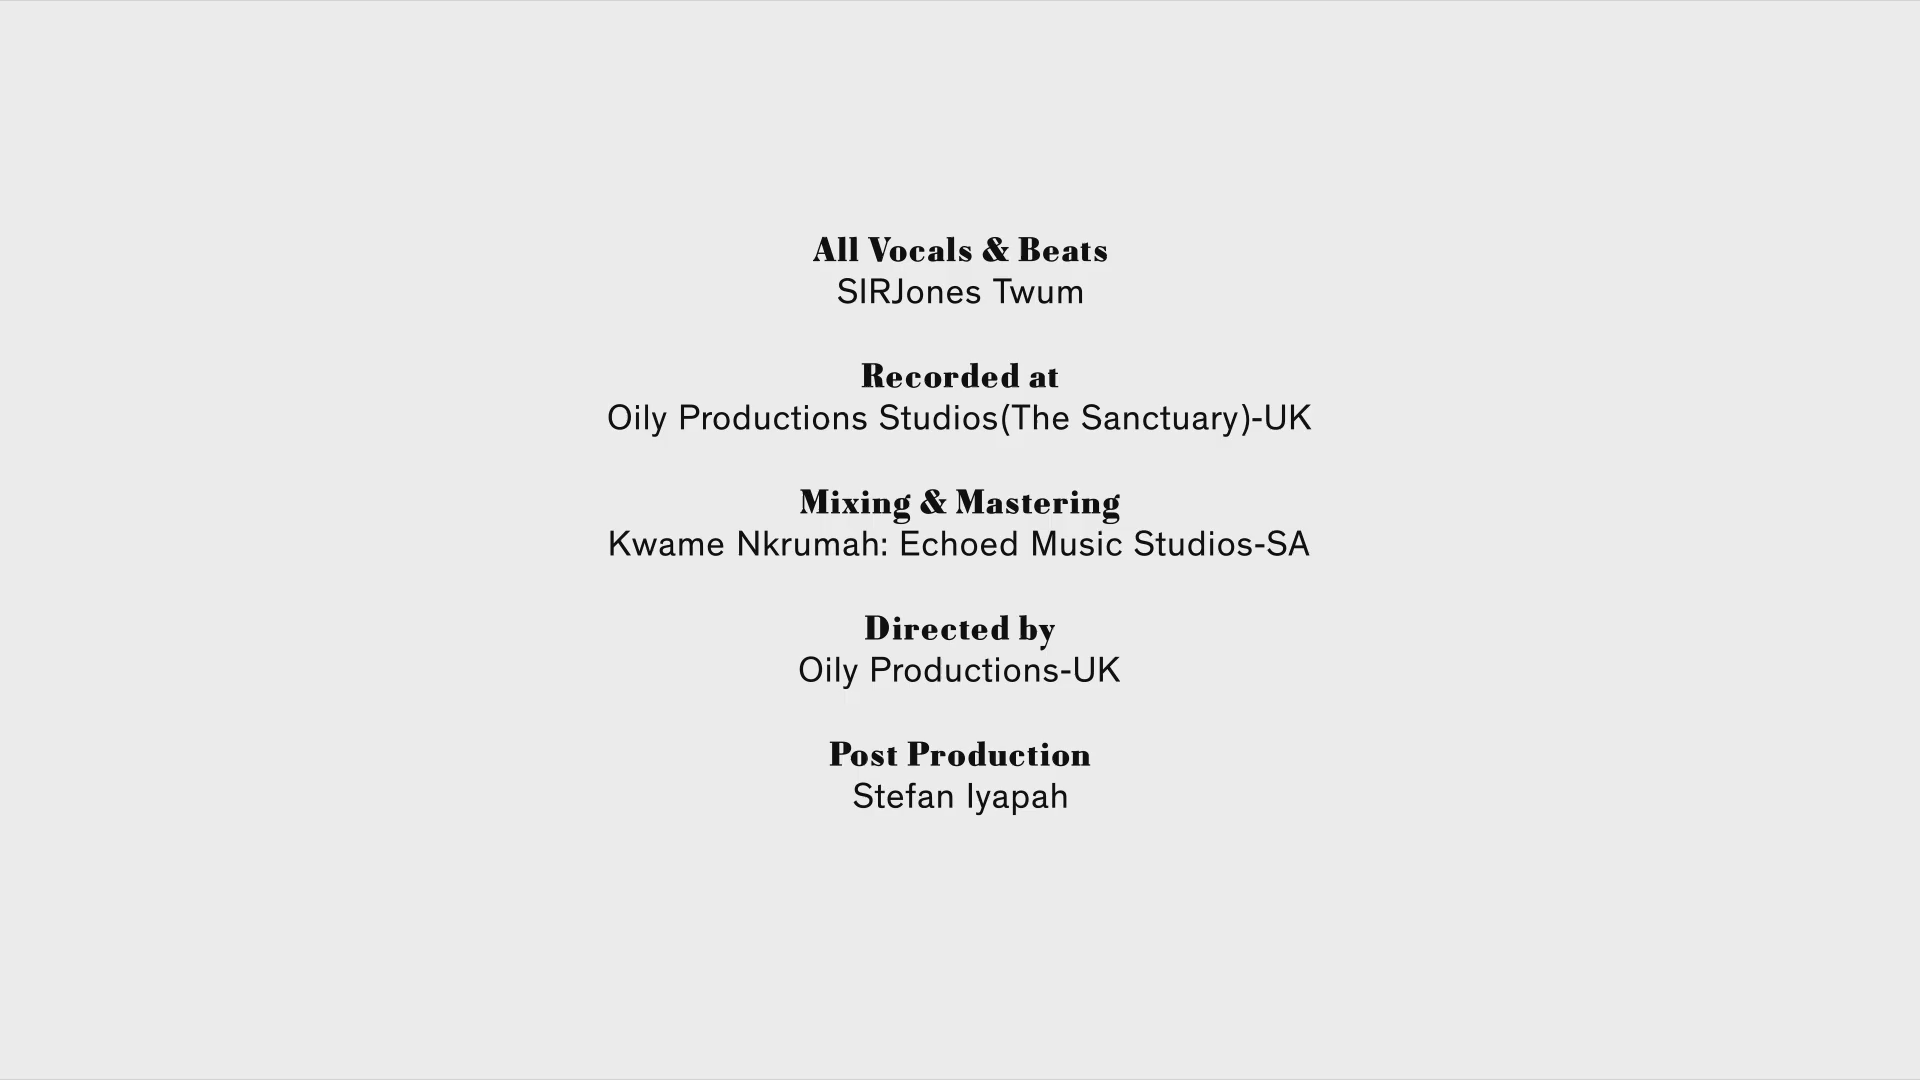 All Vocals & Beats
SIRJones Twum
Recorded at
Oily Productions Studios(The Sanctuary)-UK
Mixing & Mastering
Kwame Nkrumah: Echoed Music Studios-SA
Directed by
Oily Productions-UK
Post Production
Stefan Iyapah